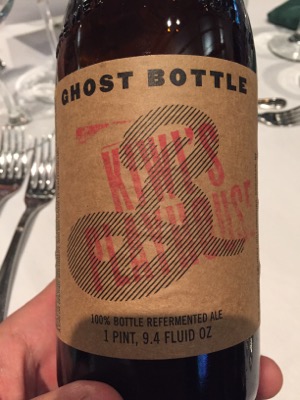 GHOST BOTTLE
KIWI'S
PLAYHOUSE
100% BOTTLE REFERMENTED ALE
1 PINT, 9.4 FLUID OZ